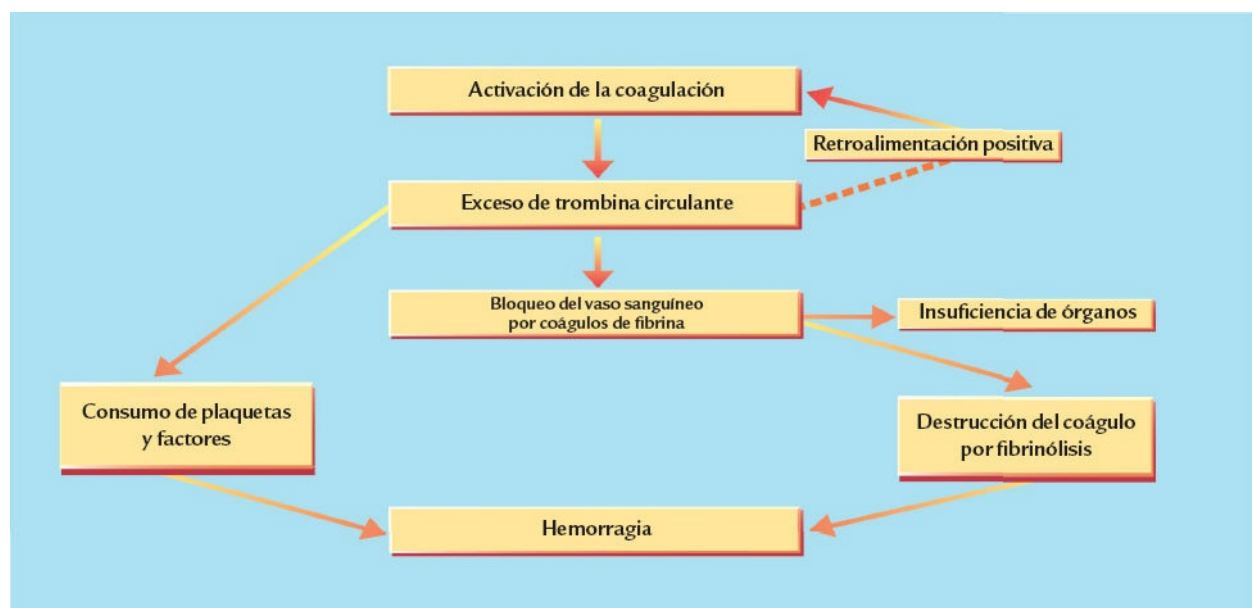 Activación de la coagulación
Retroalimentación positiva
Exceso de trombina circulante
Bloqueo del vaso sanguíneo
por coágulos de fibrina
Insuficiencia de órganos
Consumo de plaquetas
y factores
Destrucción del coágulo
por fibrinólisis
Hemorragia